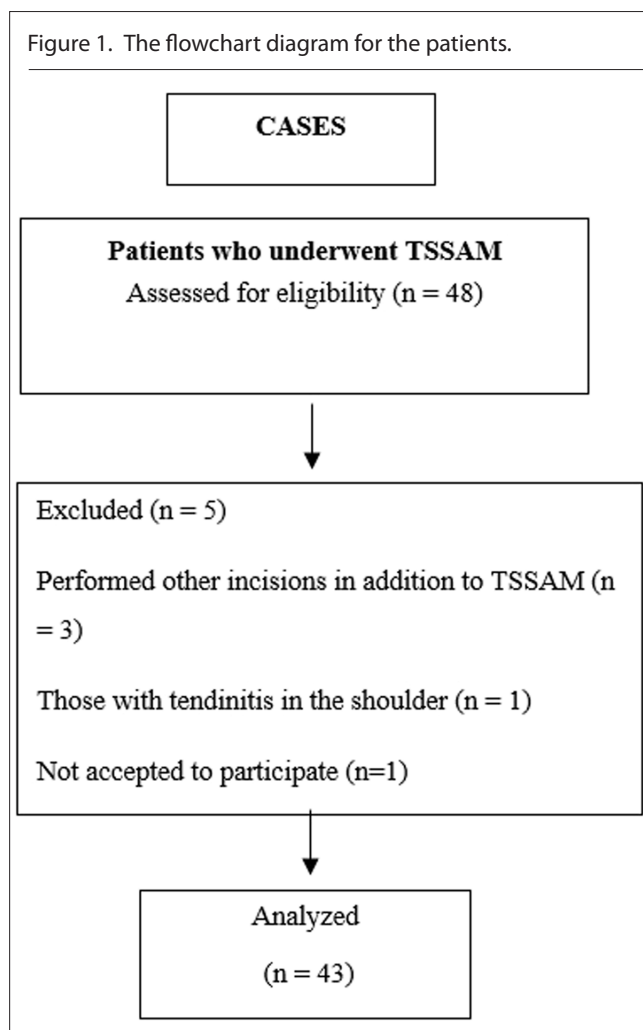 Figure 1. The flowchart diagram for the patients.
CASES
Patients who underwent TSSAM
Assessed for eligibility (n = 48)
Excluded (n = 5)
Performed other incisions in addition to TSSAM (n
= 3)
Those with tendinitis in the shoulder (n = 1)
Not accepted to participate (n=1)
Analyzed
(n = 43)